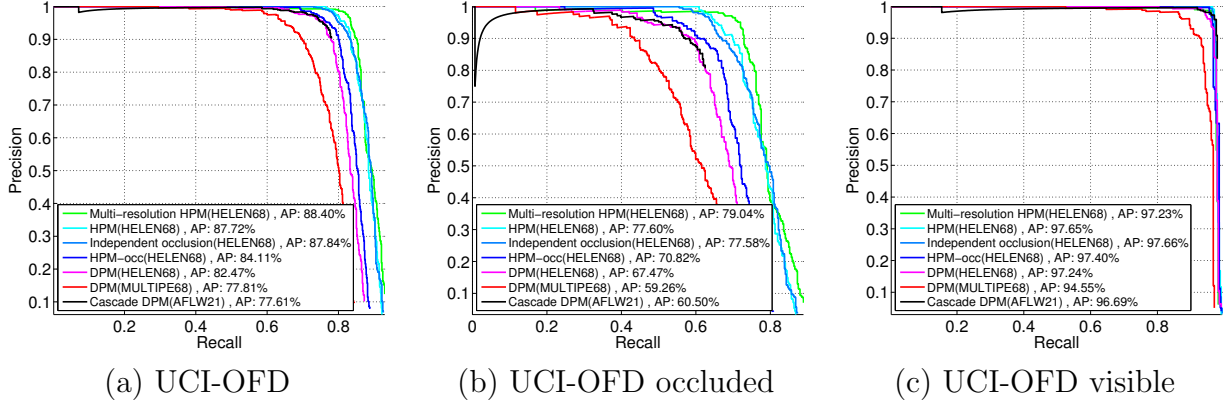 1
0.9
0.8
0.7
0.6
0.5
0.4
0.3
0.2
0.1
Precision
0.2 0.4 0.6 0.8
Recall
Multi-resolution HPM(HELEN68) , AP: 88.40%
HPM(HELEN68) , AP: 87.72%
Independent occlusion(HELEN68) , AP: 87.84%
HPM-occ(HELEN68) , AP: 84.11%
DPM(HELEN68) , AP: 82.47%
DPM(MULTIPE68) , AP: 77.81%
Cascade DPM(AFLW21) , AP: 77.61%
(a) UCI-OFD
1
0.9
0.8
0.7
0.6
0.5
0.4
0.3
0.2
0.1
Precision
0 0.2 0.4 0.6 0.8
Recall
Multi-resolution HPM(HELEN68) , AP: 79.04%
HPM(HELEN68) , AP: 77.60%
Independent occlusion(HELEN68) , AP: 77.58%
HPM-occ(HELEN68) , AP: 70.82%
DPM(HELEN68) , AP: 67.47%
DPM(MULTIPE68) , AP: 59.26%
Cascade DPM(AFLW21) , AP: 60.50%
(b) UCI-OFD occluded
1
0.9
0.8
0.7
0.6
0.5
0.4
0.3
0.2
0.1
Precision
0.2 0.4 0.6 0.8
Recall
Multi-resolution HPM(HELEN68) , AP: 97.23%
HPM(HELEN68) , AP: 97.65%
Independent occlusion(HELEN68) , AP: 97.66%
HPM-occ(HELEN68) , AP: 97.40%
DPM(HELEN68) , AP: 97.24%
DPM(MULTIPE68) , AP: 94.55%
Cascade DPM(AFLW21) , AP: 96.69%
(c) UCI-OFD visible